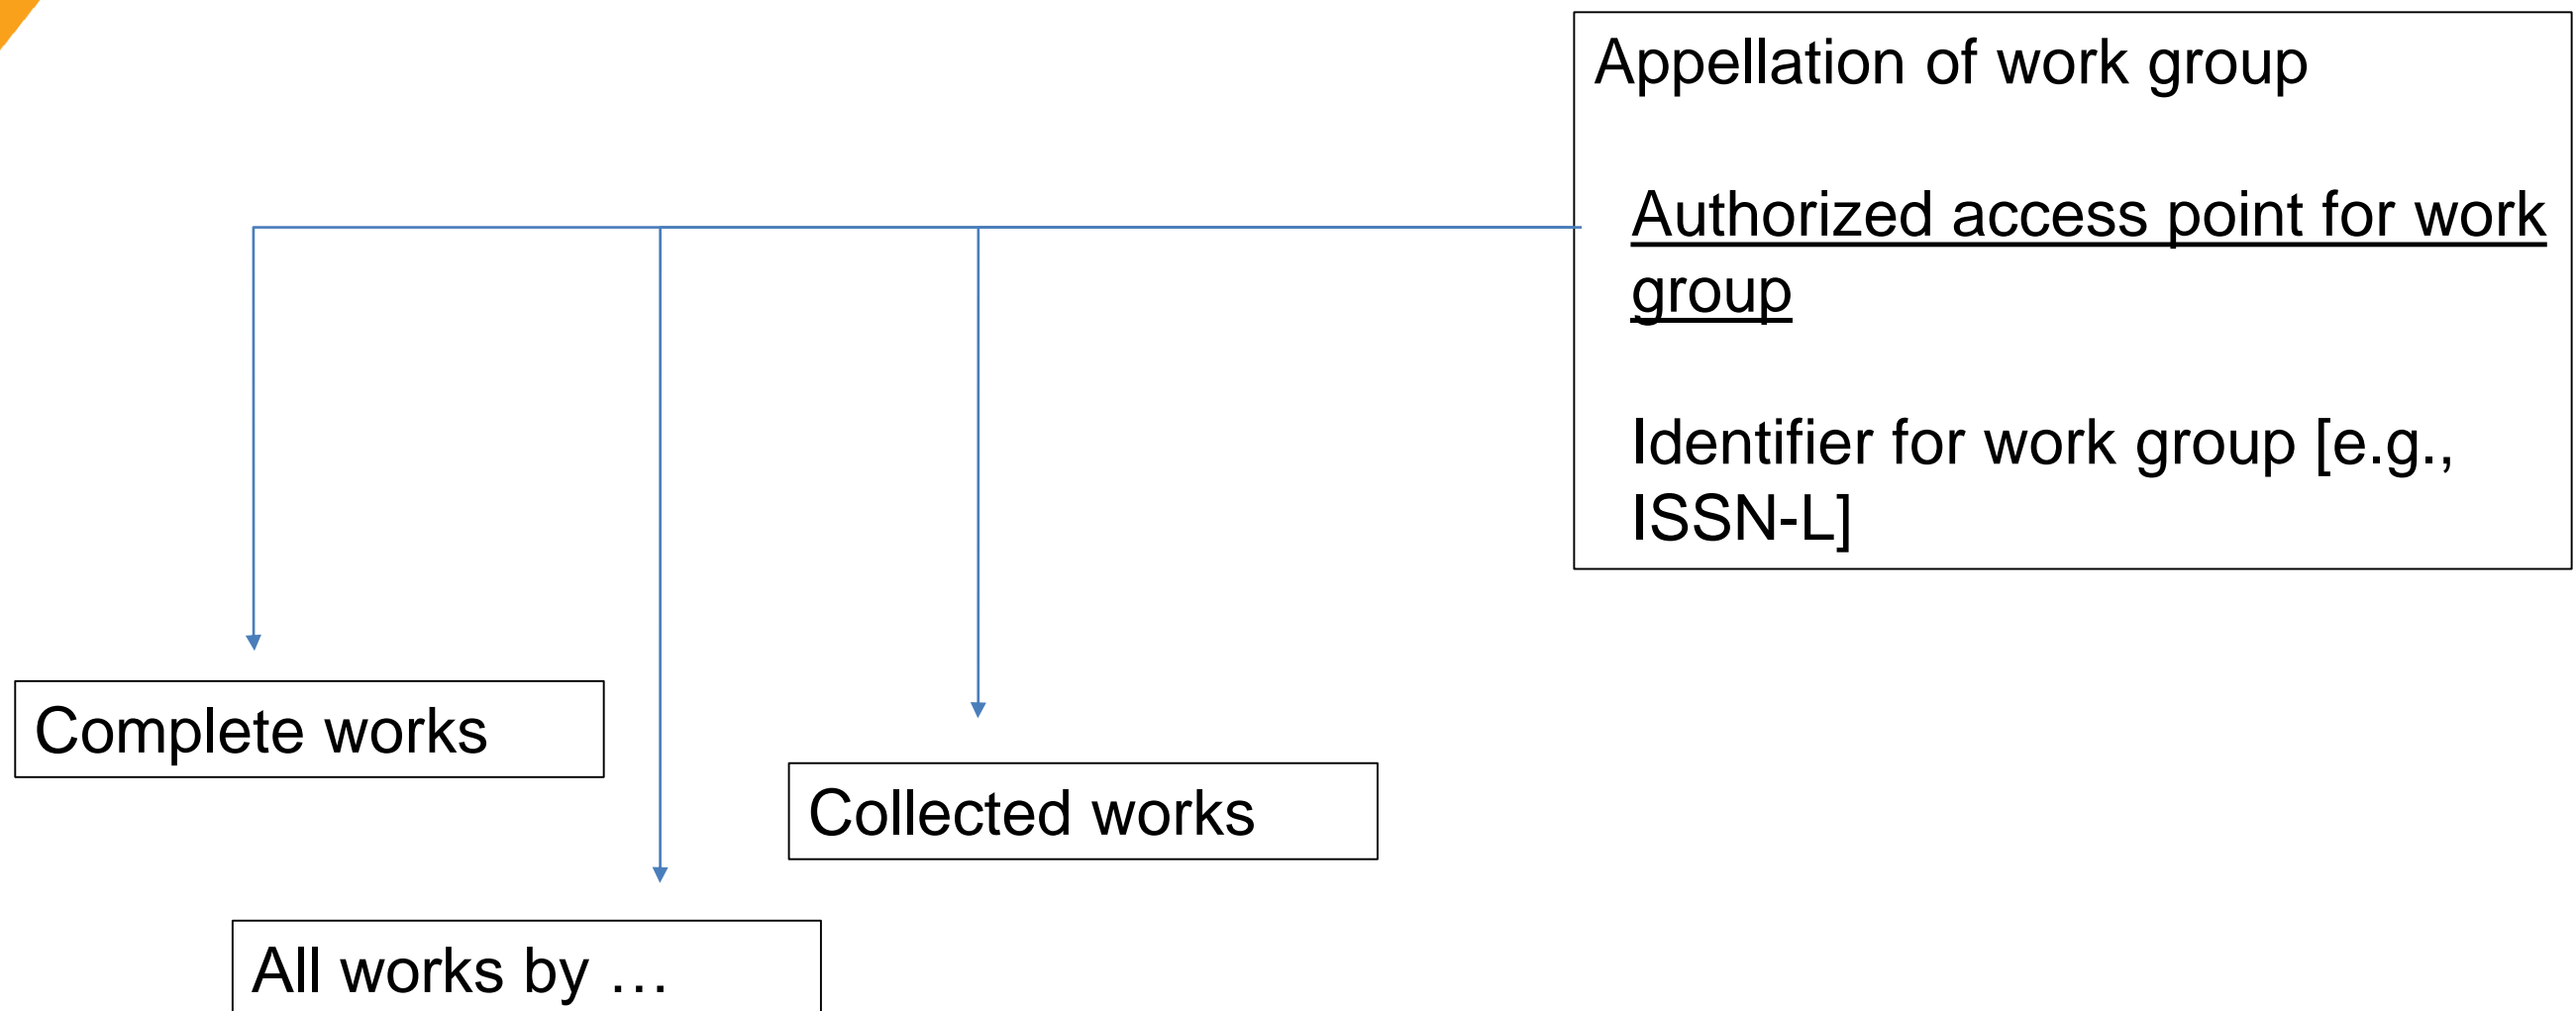 Appellation of work group
Authorized access point for work
group
Identifier for work group [e.g.,
ISSN-L]
Complete works
Collected works
All works by …